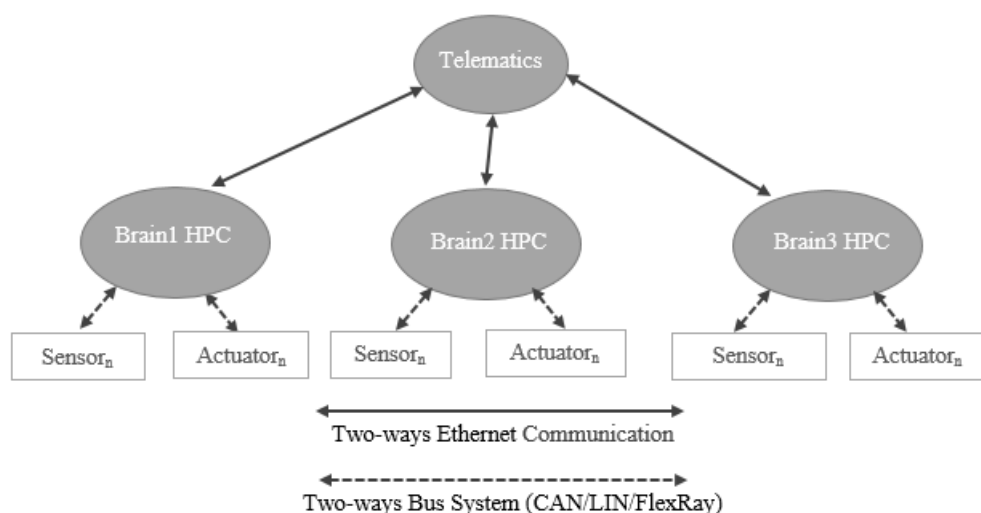 Telematics
Brain1 HPC
Brain2 HPC
Brain3 HPC
Sensorₙ
Actuatorₙ
Sensorₙ
Actuatorₙ
Sensorₙ
Actuatorₙ
Two-ways Ethernet Communication
Two-ways Bus System (CAN/LIN/FlexRay)